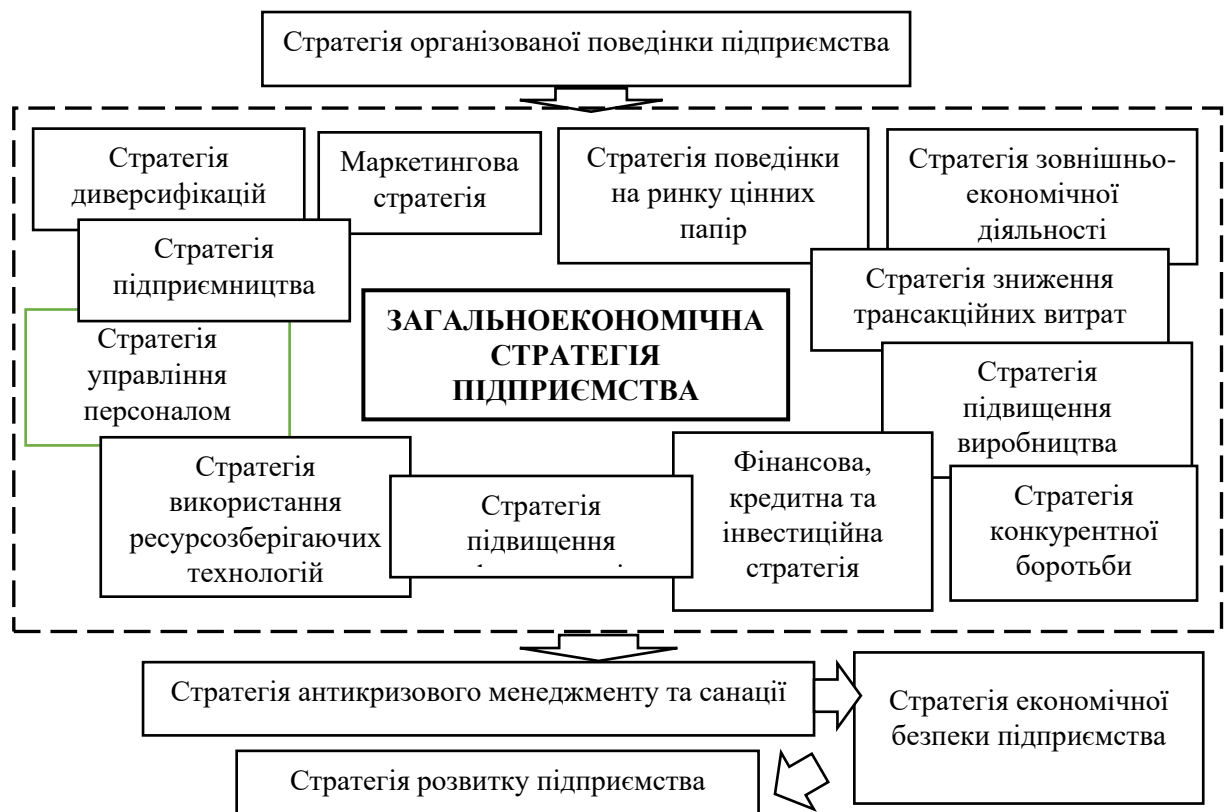 Стратегія організованої поведінки підприємства
Стратегія
диверсифікацій
Маркетингова
стратегія
Стратегія поведінки
на ринку цінних
папір
Стратегія зовнішньо-
економічної
діяльності
Стратегія
підприємництва
Стратегія зниження
трансакційних витрат
ЗАГАЛЬНОЕКОНОМІЧНА
СТРАТЕГІЯ
ПІДПРИЄМСТВА
Стратегія
управління
персоналом
Стратегія
підвищення
виробництва
Стратегія
використання
ресурсозберігаючих
технологій
Стратегія
підвищення
Фінансова,
кредитна та
інвестиційна
стратегія
Стратегія
конкурентної
боротьби
Стратегія антикризового менеджменту та санації
Стратегія економічної
безпеки підприємства
Стратегія розвитку підприємства